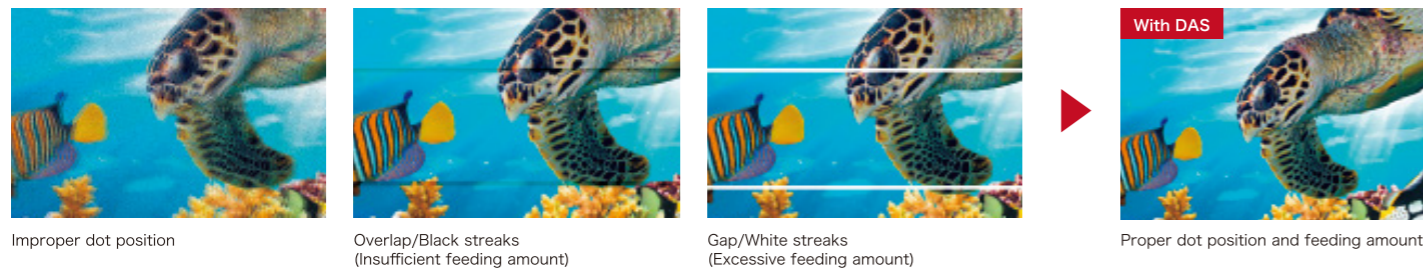 With DAS
Improper dot position
Overlap/Black streaks
(Insufficient feeding amount)
Gap/White streaks
(Excessive feeding amount)
Proper dot position and feeding amount